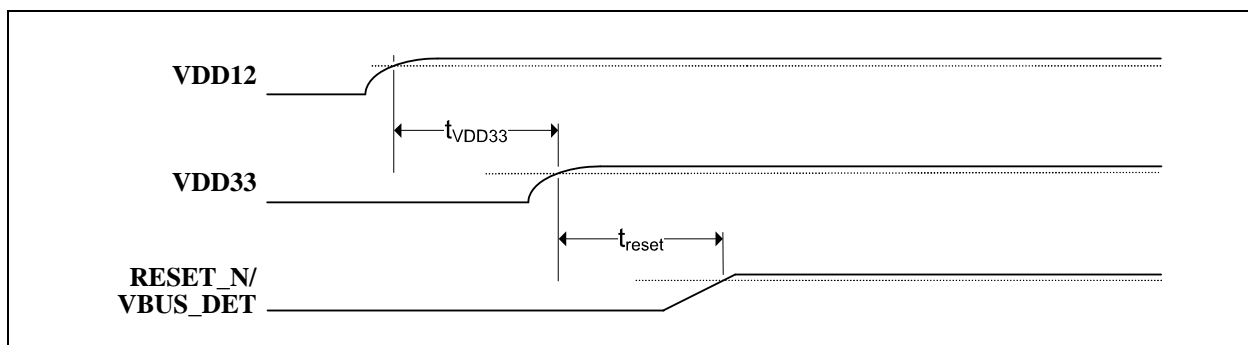 VDD12
tVDD33
VDD33
treset
RESET_N/
VBUS_DET